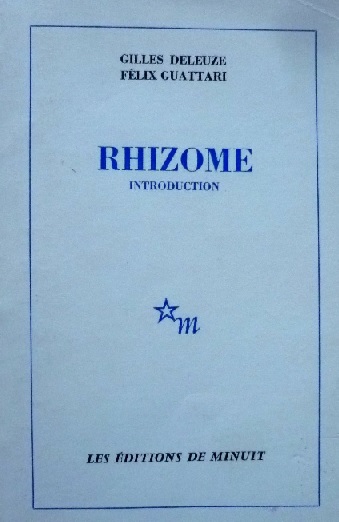 GILLES DELEUZE
FÉLIX GUATTARI
RHIZOME
INTRODUCTION
m
LES ÉDITIONS DE MINUIT